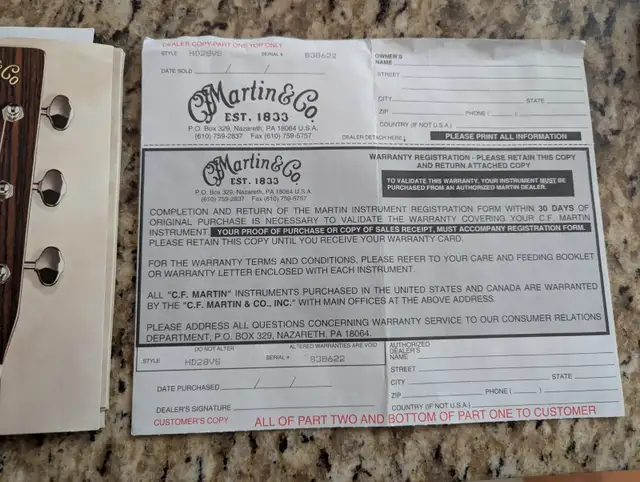 & Co
DEALER COPY-PART ONE-TOP ONLY
STYLE HD28VS SERIAL # 838622
DATE SOLD / /
CF Martin & Co.
EST. 1833
P.O. Box 329, Nazareth, PA 18064 U.S.A.
(610) 759-2837 Fax (610) 759-5757
DEALER DETACH HERE
OWNER'S
NAME
STREET
CITY STATE
ZIP PHONE ( )
COUNTRY (IF NOT U.S.A.)
PLEASE PRINT ALL INFORMATION
CF Martin & Co.
EST. 1833
P.O. Box 329, Nazareth, PA 18064 U.S.A.
(610) 759-2837 Fax (610) 759-5757
WARRANTY REGISTRATION - PLEASE RETAIN THIS COPY
AND RETURN ATTACHED COPY
TO VALIDATE THIS WARRANTY, YOUR INSTRUMENT MUST BE
PURCHASED FROM AN AUTHORIZED MARTIN DEALER.
COMPLETION AND RETURN OF THE MARTIN INSTRUMENT REGISTRATION FORM WITHIN 30 DAYS OF
ORIGINAL PURCHASE IS NECESSARY TO VALIDATE THE WARRANTY COVERING YOUR C.F. MARTIN
INSTRUMENT. YOUR PROOF OF PURCHASE OR COPY OF SALES RECEIPT, MUST ACCOMPANY REGISTRATION FORM.
PLEASE RETAIN THIS COPY UNTIL YOU RECEIVE YOUR WARRANTY CARD.
FOR THE WARRANTY TERMS AND CONDITIONS, PLEASE REFER TO YOUR CARE AND FEEDING BOOKLET
OR WARRANTY LETTER ENCLOSED WITH EACH INSTRUMENT.
ALL "C.F. MARTIN" INSTRUMENTS PURCHASED IN THE UNITED STATES AND CANADA ARE WARRANTED
BY THE "C.F. MARTIN & CO., INC." WITH MAIN OFFICES AT THE ABOVE ADDRESS.
PLEASE ADDRESS ALL QUESTIONS CONCERNING WARRANTY SERVICE TO OUR CONSUMER RELATIONS
DEPARTMENT, P.O. BOX 329, NAZARETH, PA 18064.
DO NOT ALTER ALTERED WARRANTIES ARE VOID
STYLE HD28VS SERIAL # 838622
DATE PURCHASED / /
DEALER'S SIGNATURE
AUTHORIZED
DEALER'S
NAME
STREET
CITY STATE
ZIP PHONE ( )
COUNTRY (IF NOT U.S.A.)
CUSTOMER'S COPY ALL OF PART TWO AND BOTTOM OF PART ONE TO CUSTOMER